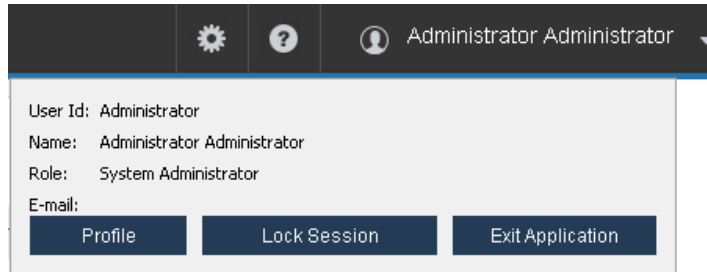 Administrator Administrator
User Id: Administrator
Name: Administrator Administrator
Role: System Administrator
E-mail:
Profile Lock Session Exit Application